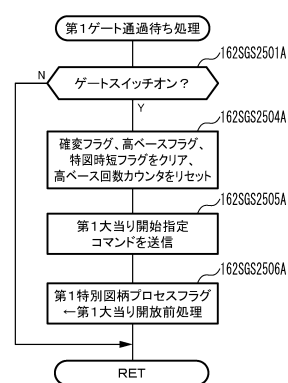 第1ゲート通過待ち処理
162SGS2501A
N
ゲートスイッチオン？
Y
162SGS2504A
確変フラグ、高ベースフラグ、
特図時短フラグをクリア、
高ベース回数カウンタをリセット
162SGS2505A
第1大当り開始指定
コマンドを送信
162SGS2506A
第1特別図柄プロセスフラグ
←第1大当り開放前処理
RET